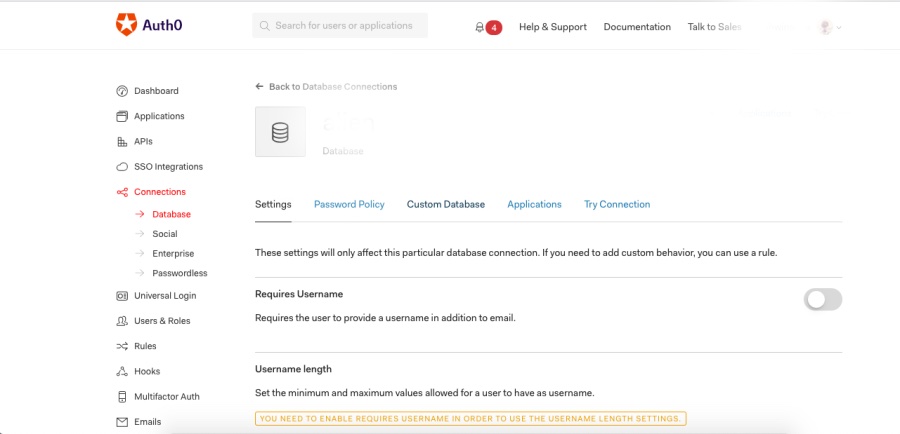 Auth0
Search for users or applications
4
Help & Support
Documentation
Talk to Sales
Back to Database Connections
Database
Dashboard
Applications
APIs
SSO Integrations
Connections
Database
Social
Enterprise
Passwordless
Universal Login
Users & Roles
Rules
Hooks
Multifactor Auth
Emails
Settings
Password Policy
Custom Database
Applications
Try Connection
These settings will only affect this particular database connection. If you need to add custom behavior, you can use a rule.
Requires Username
Requires the user to provide a username in addition to email.
Username length
Set the minimum and maximum values allowed for a user to have as username.
YOU NEED TO ENABLE REQUIRES USERNAME IN ORDER TO USE THE USERNAME LENGTH SETTINGS.